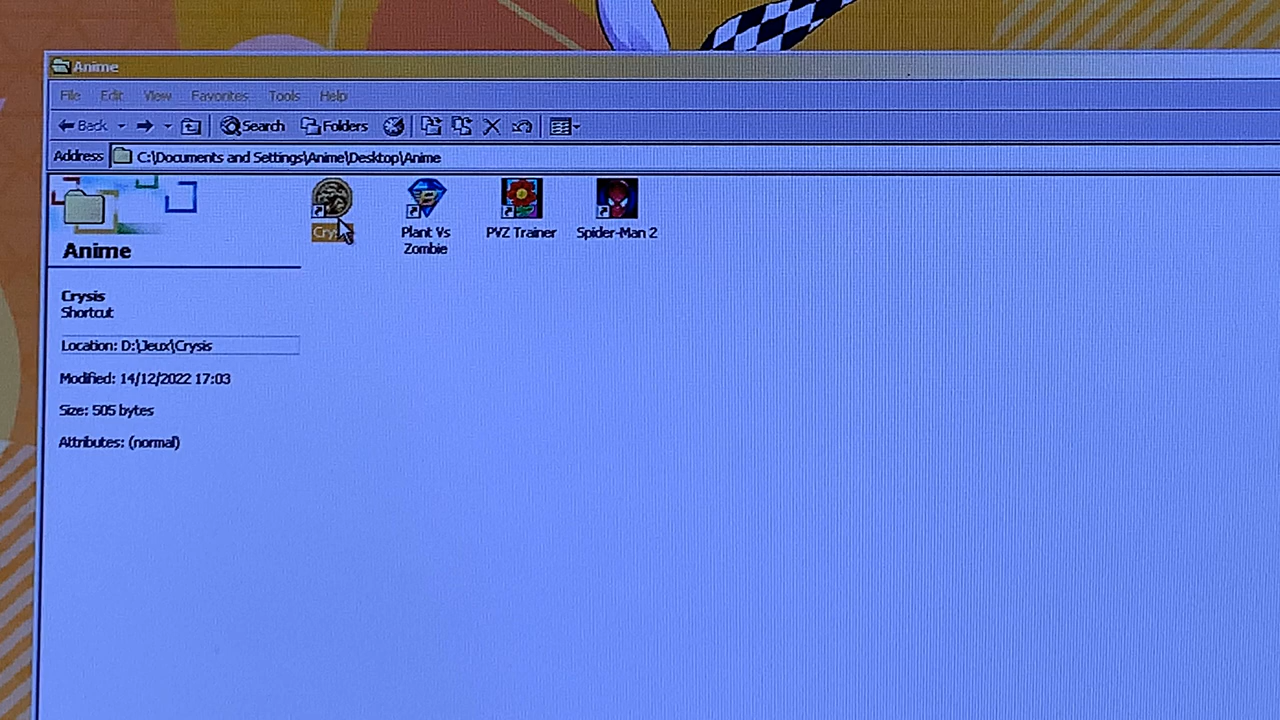 Anime
File Edit View Favorites Tools Help
Back Search Folders
Address C:\Documents and Settings\Anime\Desktop\Anime
Anime
Crysis
Shortcut
Location: D:\Jeux\Crysis
Modified: 14/12/2022 17:03
Size: 505 bytes
Attributes: (normal)
Plant Vs
Zombie
PVZ Trainer
Spider-Man 2